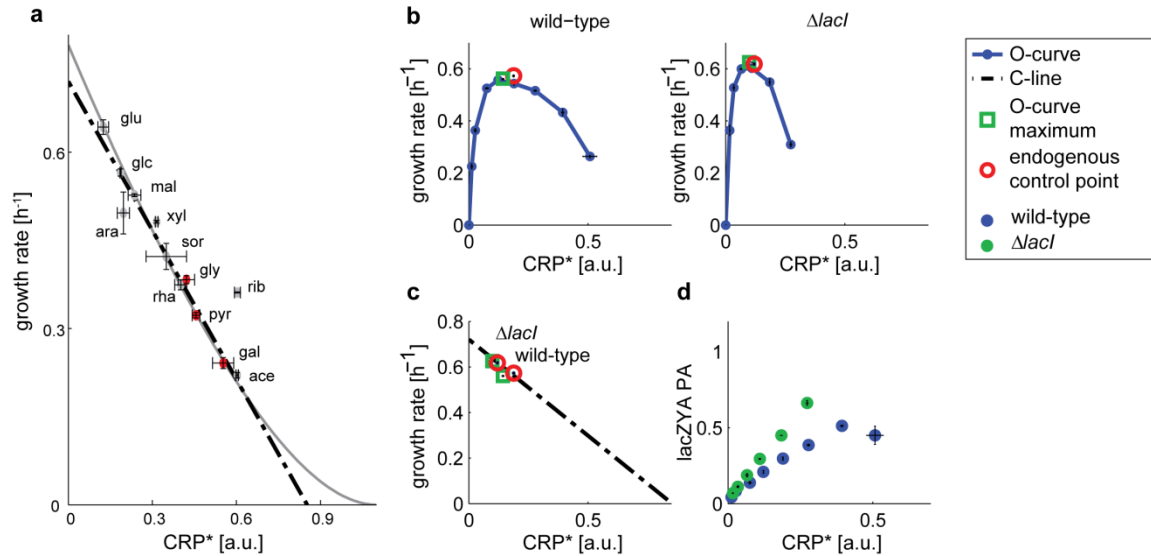 a
growth rate [h-1]
0.6
0.3
0
0
0.3
0.6
0.9
CRP* [a.u.]
glu
glc
mal
ara
xyl
sor
gly
rha
rib
pyr
gal
ace
b
wild-type
ΔlacI
growth rate [h-1]
0.6
0.4
0.2
0
0
0.5
CRP* [a.u.]
growth rate [h-1]
0.6
0.4
0.2
0
0
0.5
CRP* [a.u.]
O-curve
C-line
O-curve
maximum
endogenous
control point
wild-type
ΔlacI
c
growth rate [h-1]
0.8
0.6
0.4
0.2
0
0
0.5
CRP* [a.u.]
ΔlacI
wild-type
d
lacZYA PA
1
0.5
0
0
0.5
CRP* [a.u.]